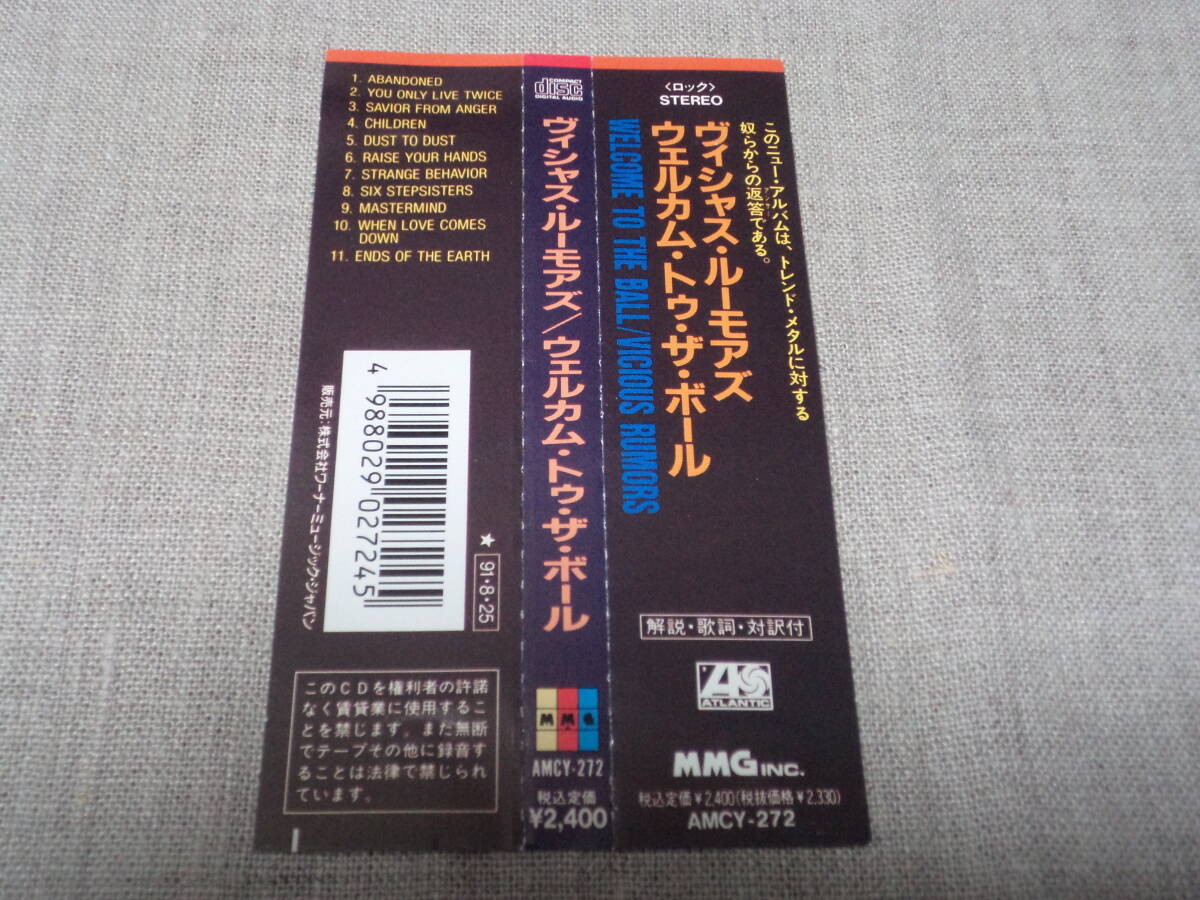 1. ABANDONED
2. YOU ONLY LIVE TWICE
3. SAVIOR FROM ANGER
4. CHILDREN
5. DUST TO DUST
6. RAISE YOUR HANDS
7. STRANGE BEHAVIOR
8. SIX STEPSISTERS
9. MASTERMIND
10. WHEN LOVE COMES
DOWN
11. ENDS OF THE EARTH
4 988029 027245
販売元:株式会社ワーナーミュージック・ジャパン
★ 91・8・25
このCDを権利者の許諾
なく賃貸業に使用するこ
とを禁じます。また無断
でテープその他に録音す
ることは法律で禁じられ
ています。
COMPACT
disc
DIGITAL AUDIO
ヴィシャス・ルーモアズ/ウェルカム・トゥ・ザ・ボール
MMG
AMCY-272
税込定価
¥2,400
〈ロック〉
STEREO
このニュー・アルバムは、トレンド・メタルに対する
奴らからの返答である。
アンサー
ヴィシャス・ルーモアズ
ウェルカム・トゥ・ザ・ボール
WELCOME TO THE BALL/VICIOUS RUMORS
解説・歌詞・対訳付
ATLANTIC
MMG INC.
税込定価¥2,400(税抜価格¥2,330)
AMCY-272